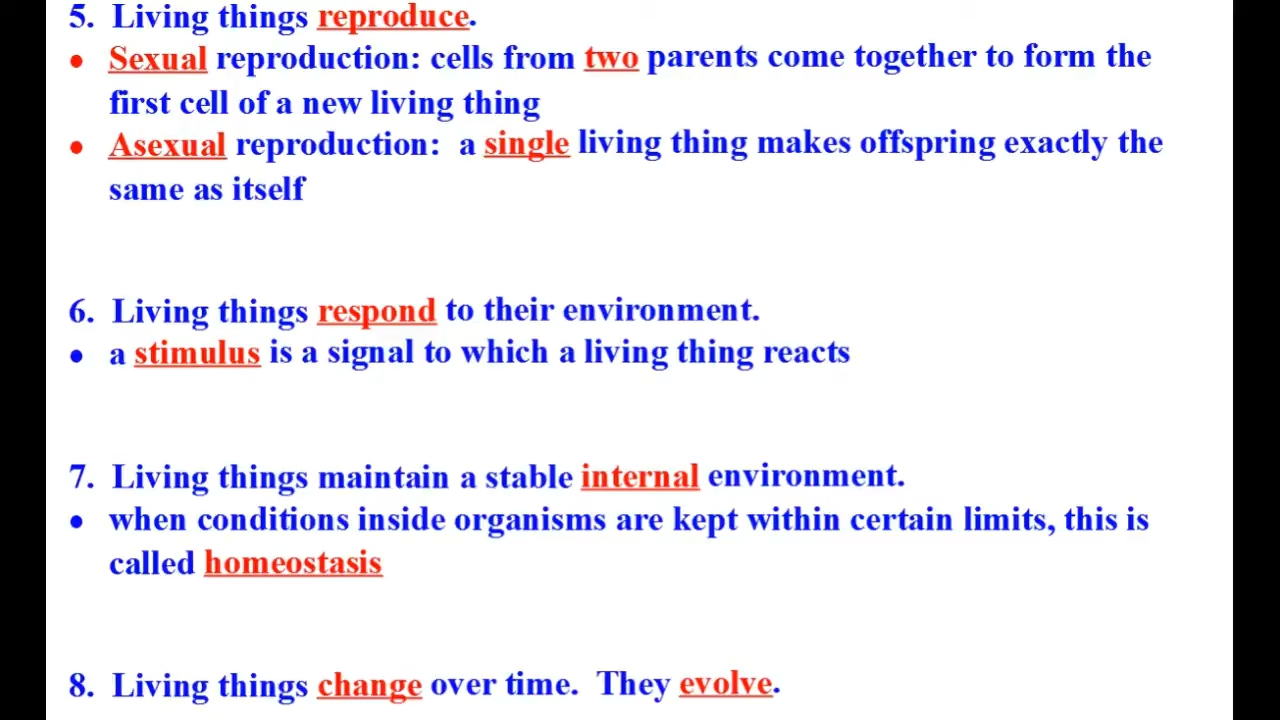 5. Living things reproduce.
• Sexual reproduction: cells from two parents come together to form the
first cell of a new living thing
• Asexual reproduction: a single living thing makes offspring exactly the
same as itself
6. Living things respond to their environment.
• a stimulus is a signal to which a living thing reacts
7. Living things maintain a stable internal environment.
• when conditions inside organisms are kept within certain limits, this is
called homeostasis
8. Living things change over time. They evolve.